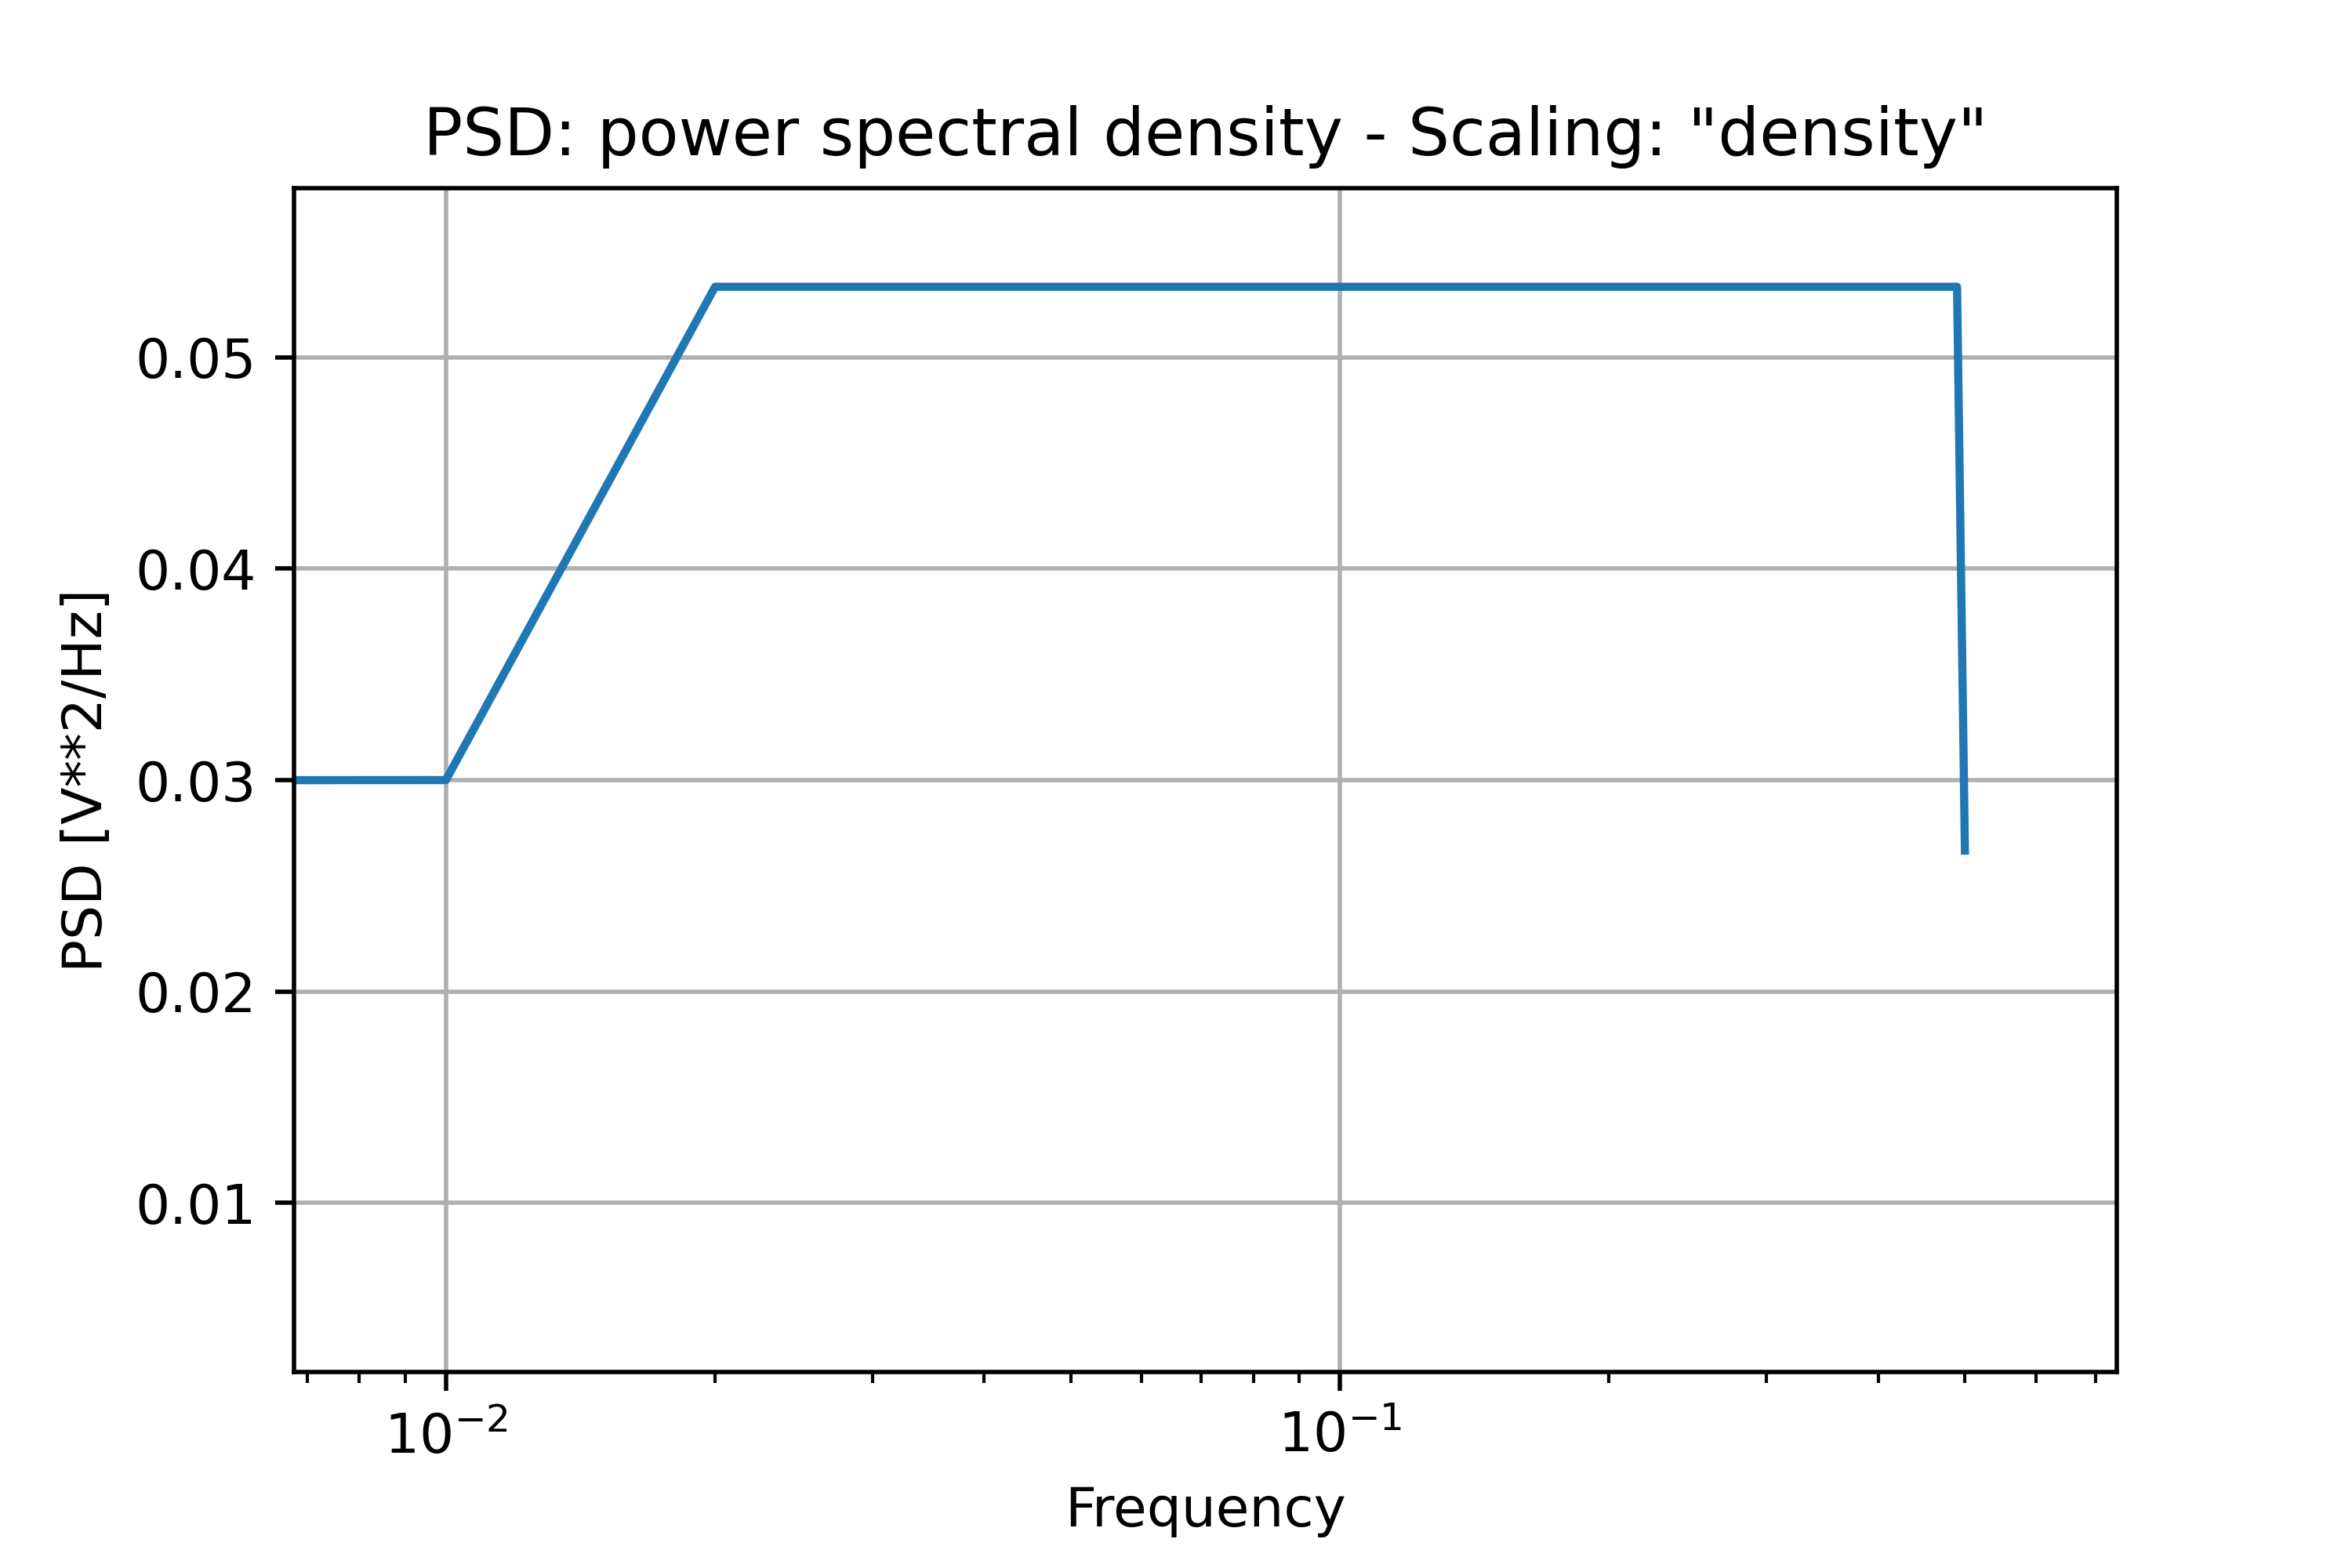 PSD: power spectral density - Scaling: "density"
PSD [V**2/Hz]
0.05
0.04
0.03
0.02
0.01
10⁻²
10⁻¹
Frequency